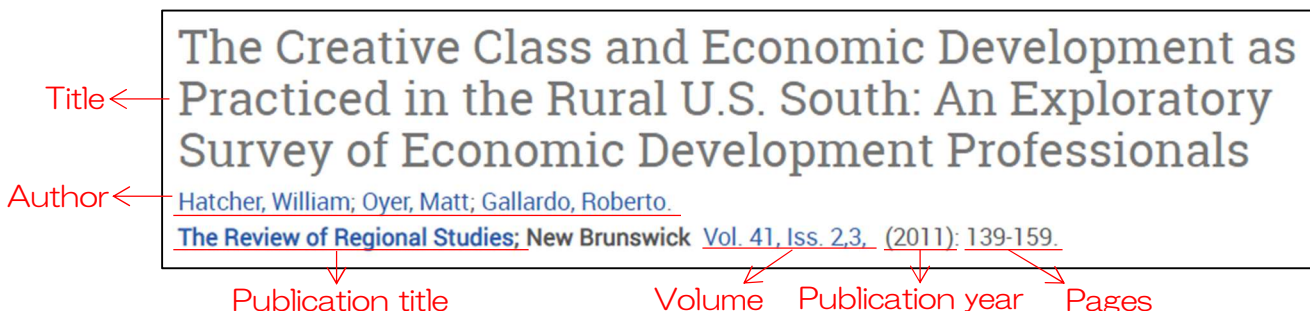 The Creative Class and Economic Development as
Title
Practiced in the Rural U.S. South: An Exploratory
Survey of Economic Development Professionals
Author
Hatcher, William; Oyer, Matt; Gallardo, Roberto.
The Review of Regional Studies; New Brunswick Vol. 41, Iss. 2,3, (2011): 139-159.
Publication title Volume Publication year Pages